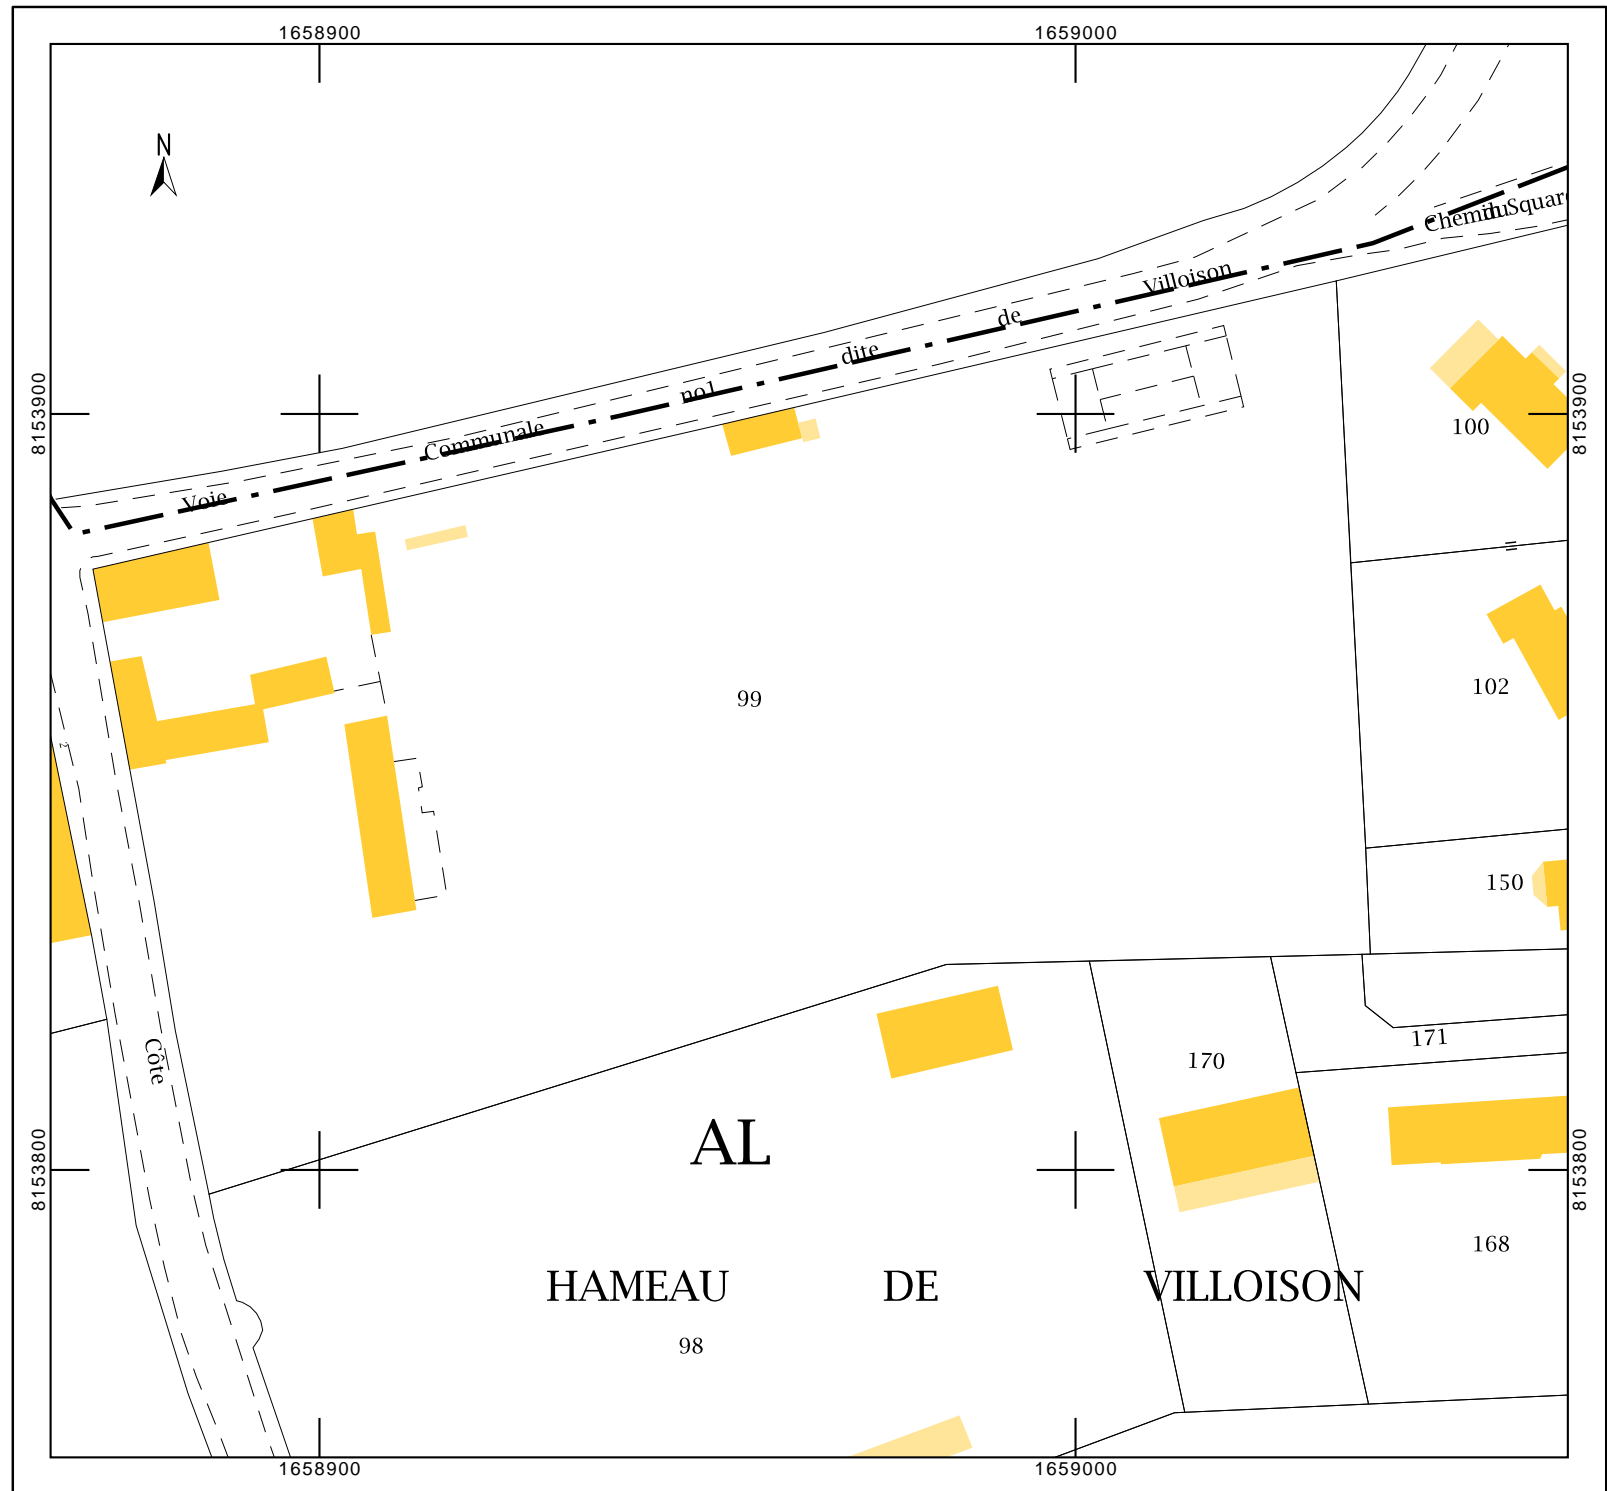 1658900 1659000
N
Chemin du Square
Villoison
de
dite
no1
Communale
Voie
8153900 8153900
100
102
99
2
150
Côte
171
170
AL
8153800 8153800
168
HAMEAU DE VILLOISON
98
1658900 1659000